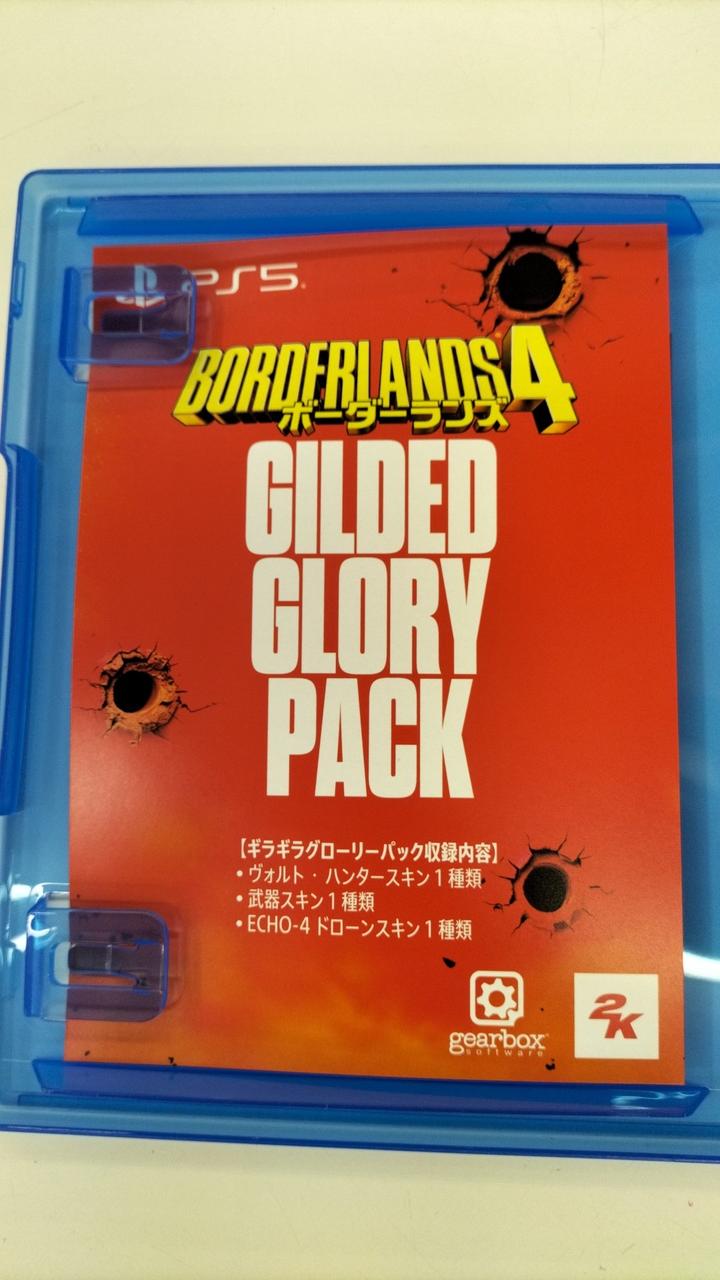 PS5
BORDERLANDS 4
ボーダーランズ
GILDED
GLORY
PACK
【ギラギラグローリーパック収録内容】
• ヴォルト・ハンタースキン1種類
• 武器スキン1種類
• ECHO-4 ドローンスキン1種類
gearbox
software
2K